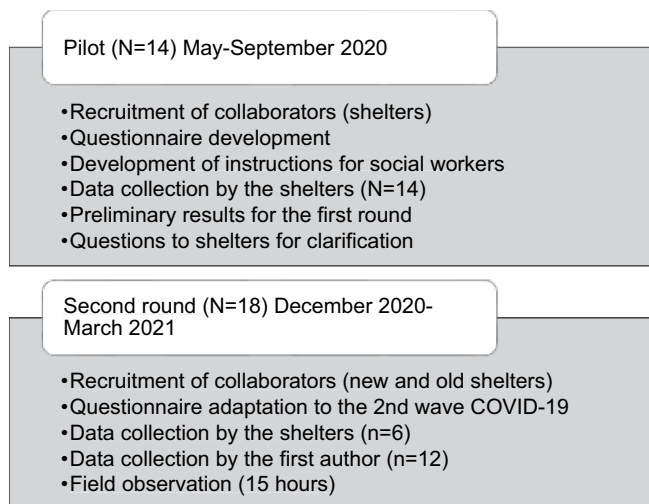 Pilot (N=14) May-September 2020
•Recruitment of collaborators (shelters)
•Questionnaire development
•Development of instructions for social workers
•Data collection by the shelters (N=14)
•Preliminary results for the first round
•Questions to shelters for clarification
Second round (N=18) December 2020-
March 2021
•Recruitment of collaborators (new and old shelters)
•Questionnaire adaptation to the 2nd wave COVID-19
•Data collection by the shelters (n=6)
•Data collection by the first author (n=12)
•Field observation (15 hours)